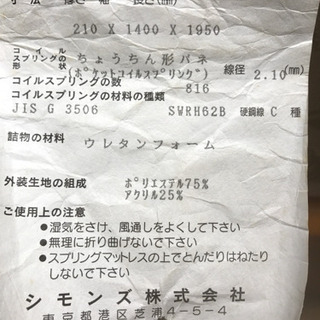 寸 法 厚さ 幅 長さ(mm)
210 X 1400 X 1950
コイル
スプリングの ちょうちん形バネ 線径 2.10(mm)
形状 (ポケットコイルスプリング)
コイルスプリングの数 816
コイルスプリングの材料の種類
JIS G 3506 SWRH62B 硬鋼線 C 種
詰物の材料 ウレタンフォーム
外装生地の組成 ポリエステル75%
アクリル25%
ご使用上の注意
●湿気をさけ、風通しをよくして下さい
●無理に折り曲げないで下さい
●スプリングマットレスの上でとんだりはねたり
しないで下さい
シモンズ株式会社
東京都港区芝浦4-5-4